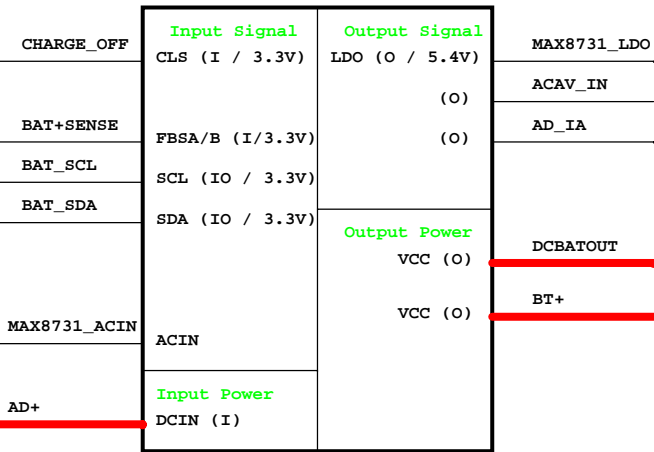 Input Signal
Output Signal
CHARGE_OFF
CLS (I / 3.3V)
LDO (O / 5.4V)
MAX8731_LDO
(O)
ACAV_IN
BAT+SENSE
FBSA/B (I/3.3V)
(O)
AD_IA
BAT_SCL
SCL (IO / 3.3V)
BAT_SDA
SDA (IO / 3.3V)
Output Power
VCC (O)
DCBATOUT
VCC (O)
BT+
MAX8731_ACIN
ACIN
Input Power
AD+
DCIN (I)